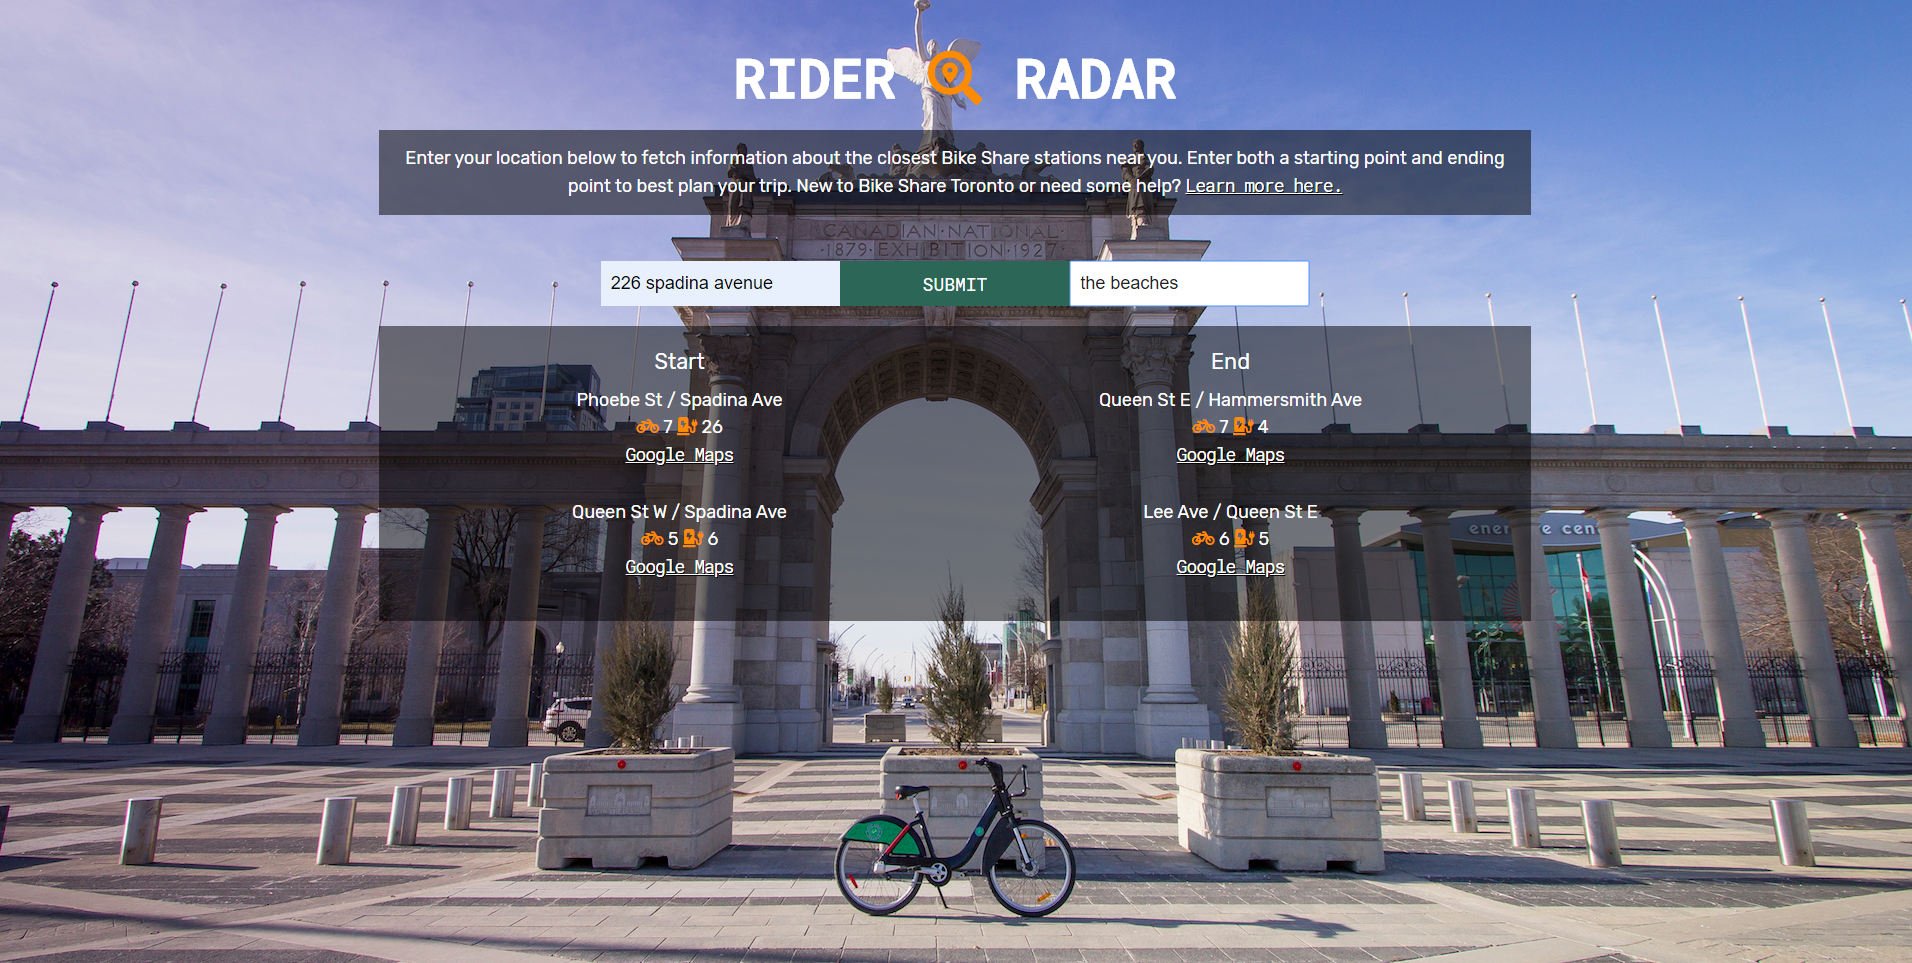 RIDER RADAR
Enter your location below to fetch information about the closest Bike Share stations near you. Enter both a starting point and ending
point to best plan your trip. New to Bike Share Toronto or need some help? Learn more here.
CANADIAN·NATIONAL·
·1879·EXHIBITION·1927·
226 spadina avenue
SUBMIT
the beaches
Start
Phoebe St / Spadina Ave
7 26
Google Maps
Queen St W / Spadina Ave
5 6
Google Maps
End
Queen St E / Hammersmith Ave
7 4
Google Maps
Lee Ave / Queen St E
6 5
Google Maps